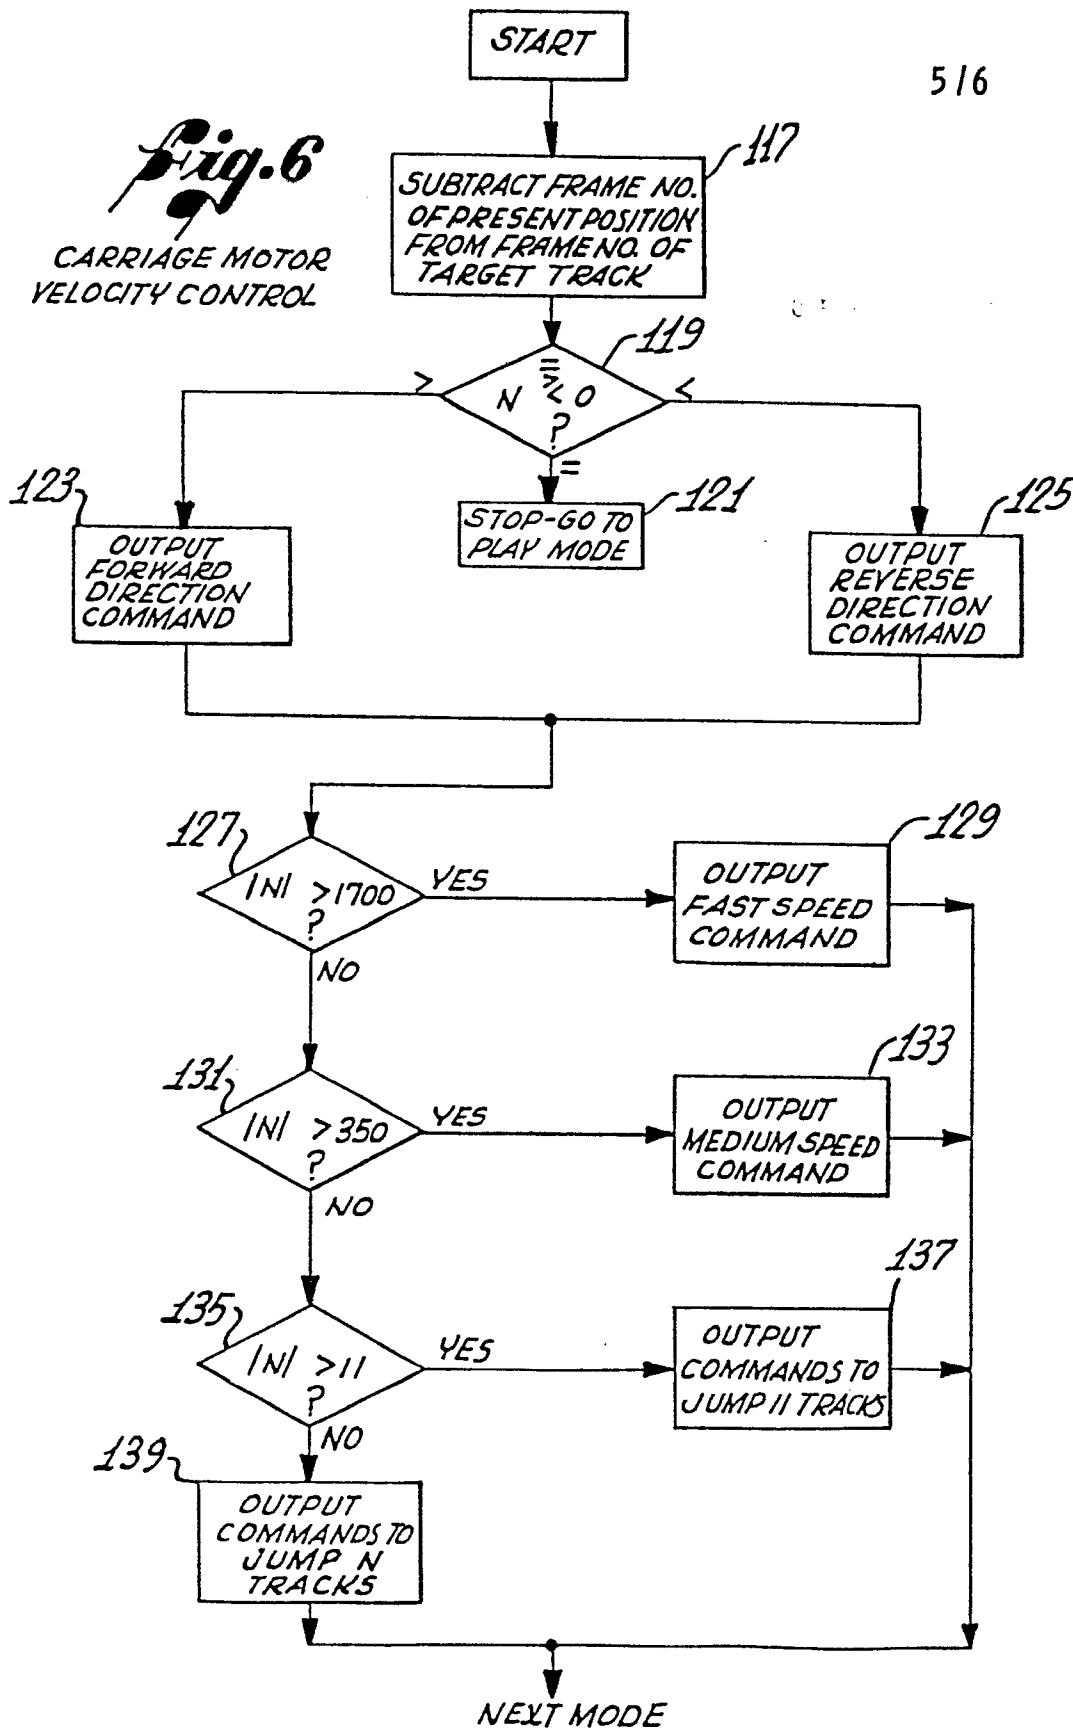 START
5/6
Fig.6
CARRIAGE MOTOR
VELOCITY CONTROL
117
SUBTRACT FRAME NO.
OF PRESENT POSITION
FROM FRAME NO. OF
TARGET TRACK
119
N =><0
?
>
<
=
123
OUTPUT
FORWARD
DIRECTION
COMMAND
121
STOP-GO TO
PLAY MODE
125
OUTPUT
REVERSE
DIRECTION
COMMAND
127
|N| >1700
?
YES
NO
129
OUTPUT
FAST SPEED
COMMAND
131
|N| >350
?
YES
NO
133
OUTPUT
MEDIUM SPEED
COMMAND
135
|N| >11
?
YES
NO
137
OUTPUT
COMMANDS TO
JUMP 11 TRACKS
139
OUTPUT
COMMANDS TO
JUMP N
TRACKS
NEXT MODE